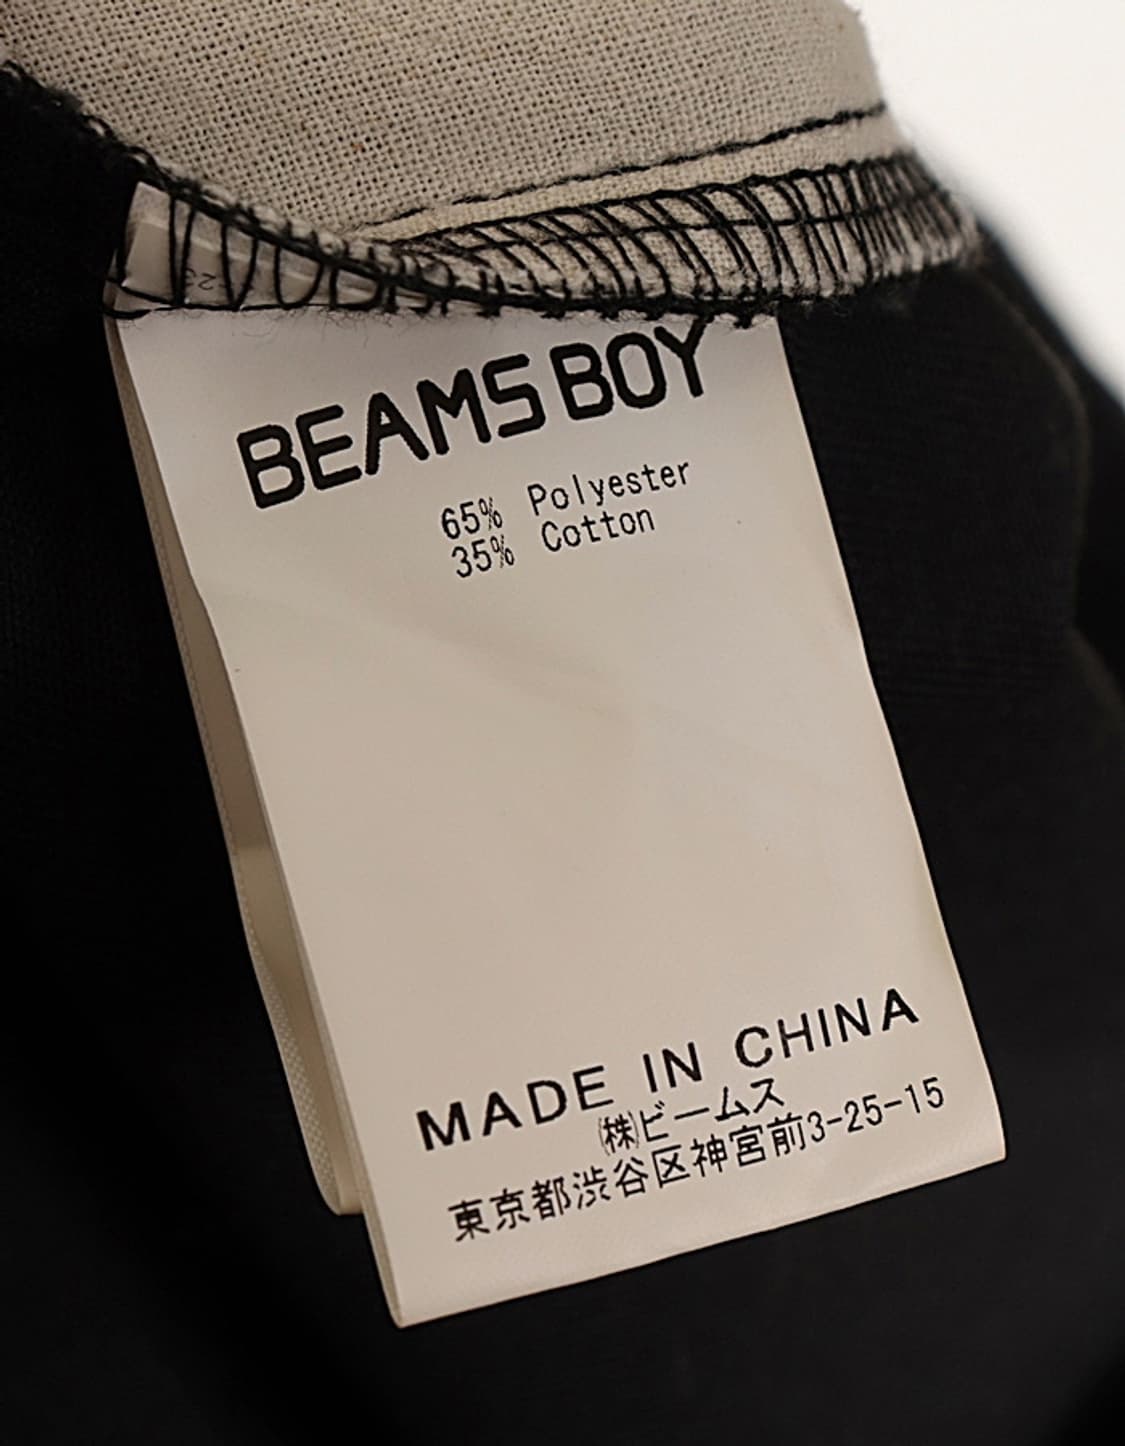 BEAMS BOY
65% Polyester
35% Cotton
MADE IN CHINA
㈱ビームス
東京都渋谷区神宮前3-25-15